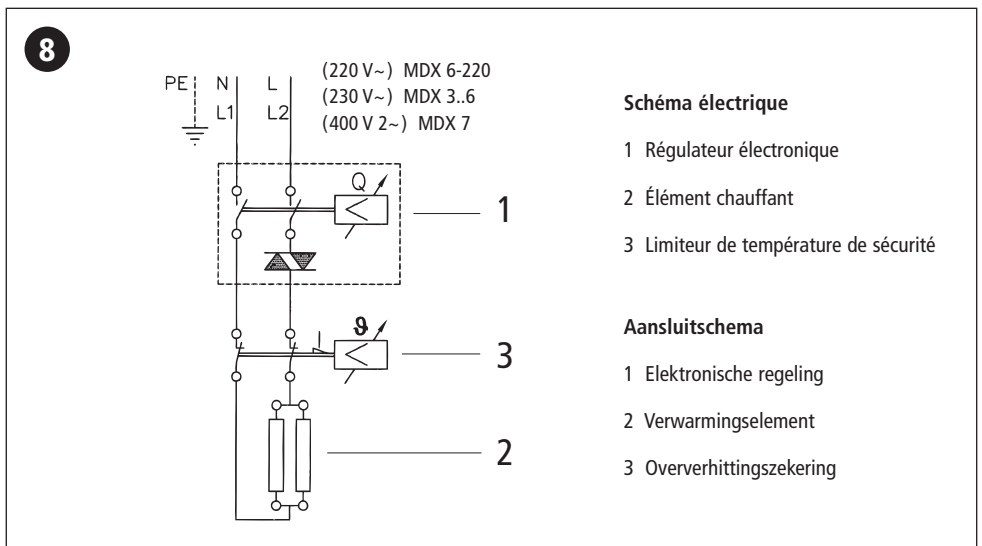 8
PE N L
L1 L2
(220 V~) MDX 6-220
(230 V~) MDX 3..6
(400 V 2~) MDX 7
Q
1
ϑ
3
2
Schéma électrique
1 Régulateur électronique
2 Élément chauffant
3 Limiteur de température de sécurité
Aansluitschema
1 Elektronische regeling
2 Verwarmingselement
3 Oververhittingszekering